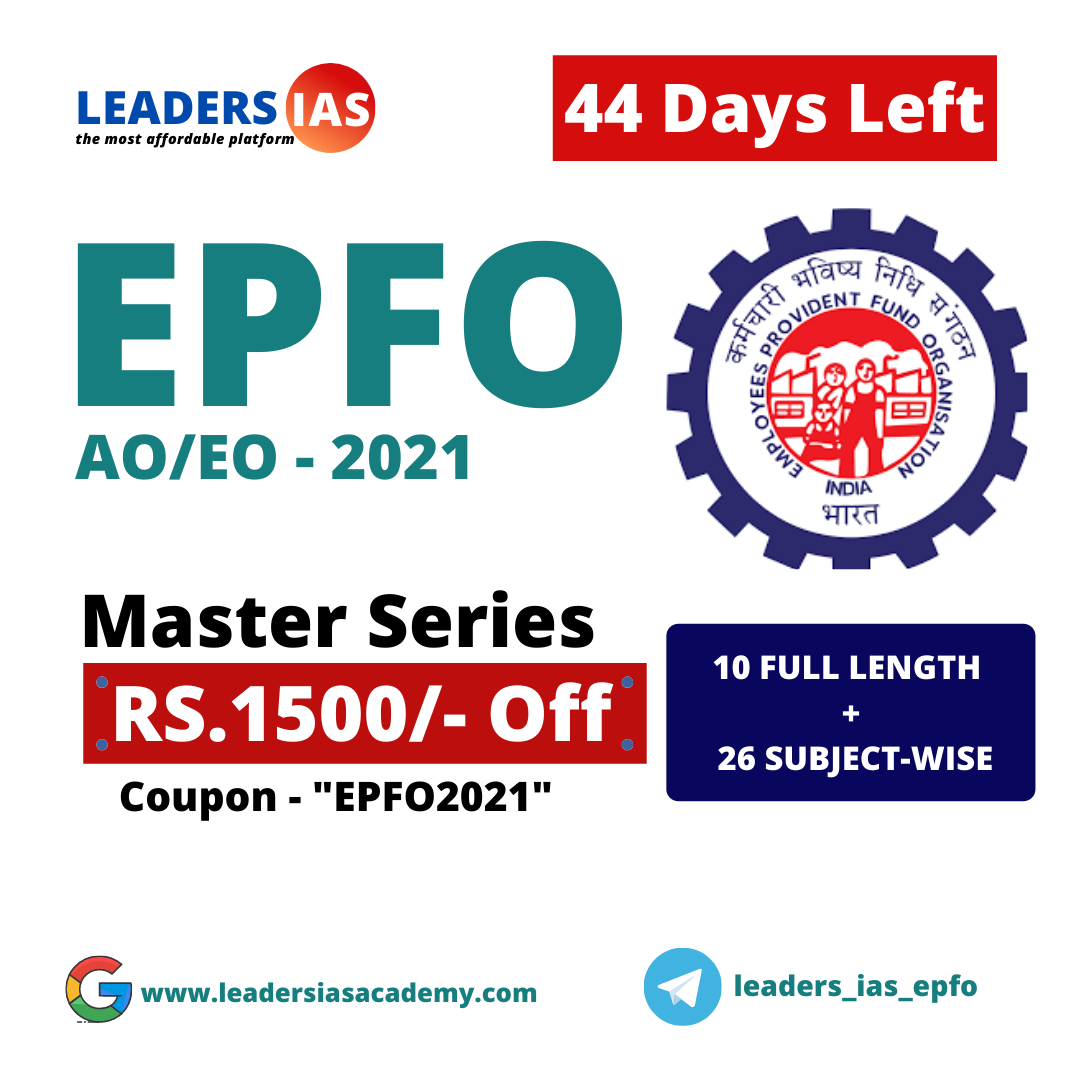 LEADERS IAS
the most affordable platform
44 Days Left
EPFO
AO/EO - 2021
कर्मचारी भविष्य निधि संगठन
EMPLOYEES PROVIDENT FUND ORGANISATION
INDIA
भारत
Master Series
RS.1500/- Off
Coupon - "EPFO2021"
10 FULL LENGTH
+
26 SUBJECT-WISE
www.leadersiasacademy.com
leaders_ias_epfo